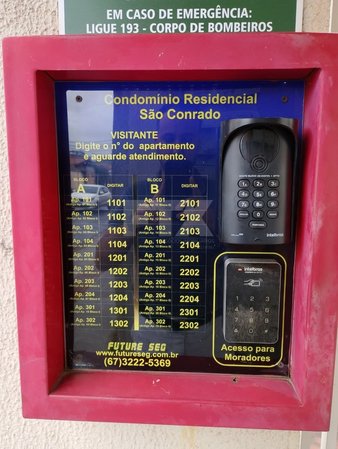 EM CASO DE EMERGÊNCIA:
LIGUE 193 - CORPO DE BOMBEIROS
Condomínio Residencial
São Conrado
VISITANTE
Digite o nº do apartamento
e aguarde atendimento.
BLOCO A DIGITAR BLOCO B DIGITAR
Ap. 101 1101 Ap. 101 2101
Ap. 102 1102 Ap. 102 2102
Ap. 103 1103 Ap. 103 2103
Ap. 104 1104 Ap. 104 2104
Ap. 201 1201 Ap. 201 2201
Ap. 202 1202 Ap. 202 2202
Ap. 203 1203 Ap. 203 2203
Ap. 204 1204 Ap. 204 2204
Ap. 301 1301 Ap. 301 2301
Ap. 302 1302 Ap. 302 2302
intelbras
intelbras
Acesso para
Moradores
FUTURE SEG
www.futureseg.com.br
(67)3222-5369